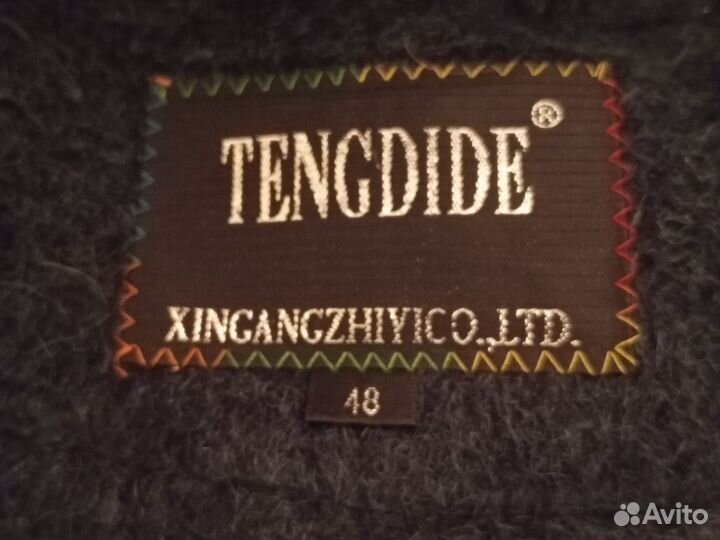 TENGDIDE®
XINGANGZHIYICO.,LTD.
48
Avito